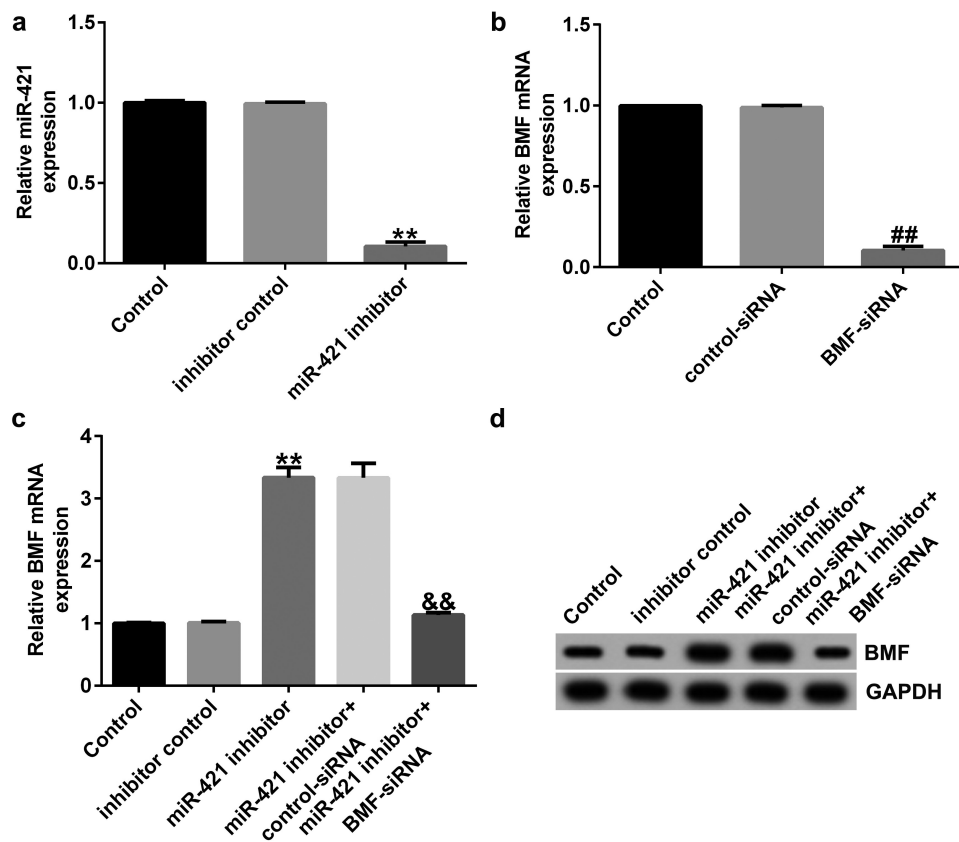 a
Relative miR-421
expression
1.5
1.0
0.5
0.0
**
Control
inhibitor control
miR-421 inhibitor
b
Relative BMF mRNA
expression
1.5
1.0
0.5
0.0
##
Control
control-siRNA
BMF-siRNA
c
Relative BMF mRNA
expression
4
3
2
1
0
**
&&
Control
inhibitor control
miR-421 inhibitor
miR-421 inhibitor+
control-siRNA
miR-421 inhibitor+
BMF-siRNA
d
Control
inhibitor control
miR-421 inhibitor
miR-421 inhibitor+
control-siRNA
miR-421 inhibitor+
BMF-siRNA
BMF
GAPDH